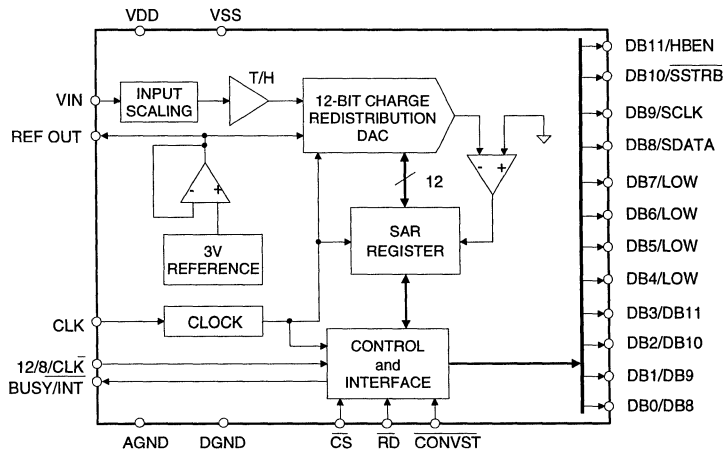 VDD
VSS
DB11/HBEN
T/H
DB10/SSTRB
INPUT
SCALING
VIN
12-BIT CHARGE
REDISTRIBUTION
DAC
DB9/SCLK
REF OUT
DB8/SDATA
- +
- +
12
DB7/LOW
DB6/LOW
SAR
REGISTER
3V
REFERENCE
DB5/LOW
DB4/LOW
DB3/DB11
CLK
CLOCK
DB2/DB10
CONTROL
and
INTERFACE
12/8/CLK
BUSY/INT
DB1/DB9
DB0/DB8
AGND
DGND
CS
RD
CONVST